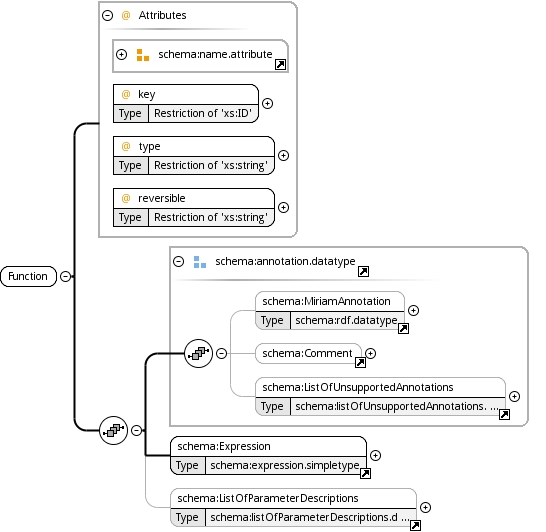 @ Attributes
schema:name.attribute
@ key
Type Restriction of 'xs:ID'
@ type
Type Restriction of 'xs:string'
@ reversible
Type Restriction of 'xs:string'
Function
schema:annotation.datatype
schema:MiriamAnnotation
Type schema:rdf.datatype
schema:Comment
schema:ListOfUnsupportedAnnotations
Type schema:listOfUnsupportedAnnotations. ...
schema:Expression
Type schema:expression.simpletype
schema:ListOfParameterDescriptions
Type schema:listOfParameterDescriptions.d ...